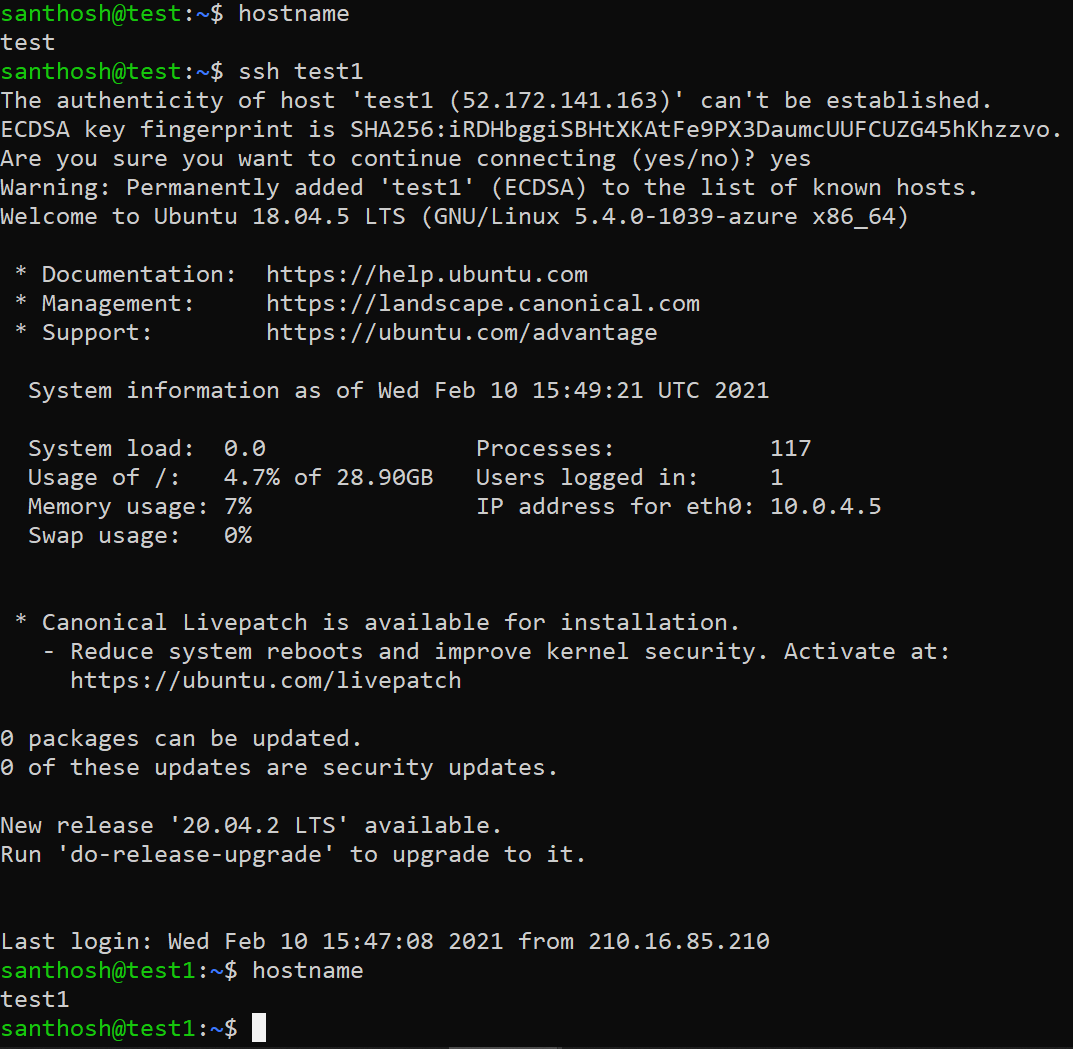 santhosh@test:~$ hostname
test
santhosh@test:~$ ssh test1
The authenticity of host 'test1 (52.172.141.163)' can't be established.
ECDSA key fingerprint is SHA256:iRDHbggiSBHtXKAtFe9PX3DaumcUUFCUZG45hKhzzvo.
Are you sure you want to continue connecting (yes/no)? yes
Warning: Permanently added 'test1' (ECDSA) to the list of known hosts.
Welcome to Ubuntu 18.04.5 LTS (GNU/Linux 5.4.0-1039-azure x86_64)

 * Documentation:  https://help.ubuntu.com
 * Management:     https://landscape.canonical.com
 * Support:        https://ubuntu.com/advantage

  System information as of Wed Feb 10 15:49:21 UTC 2021

  System load:  0.0               Processes:           117
  Usage of /:   4.7% of 28.90GB   Users logged in:     1
  Memory usage: 7%                IP address for eth0: 10.0.4.5
  Swap usage:   0%

 * Canonical Livepatch is available for installation.
   - Reduce system reboots and improve kernel security. Activate at:
     https://ubuntu.com/livepatch

0 packages can be updated.
0 of these updates are security updates.

New release '20.04.2 LTS' available.
Run 'do-release-upgrade' to upgrade to it.

Last login: Wed Feb 10 15:47:08 2021 from 210.16.85.210
santhosh@test1:~$ hostname
test1
santhosh@test1:~$